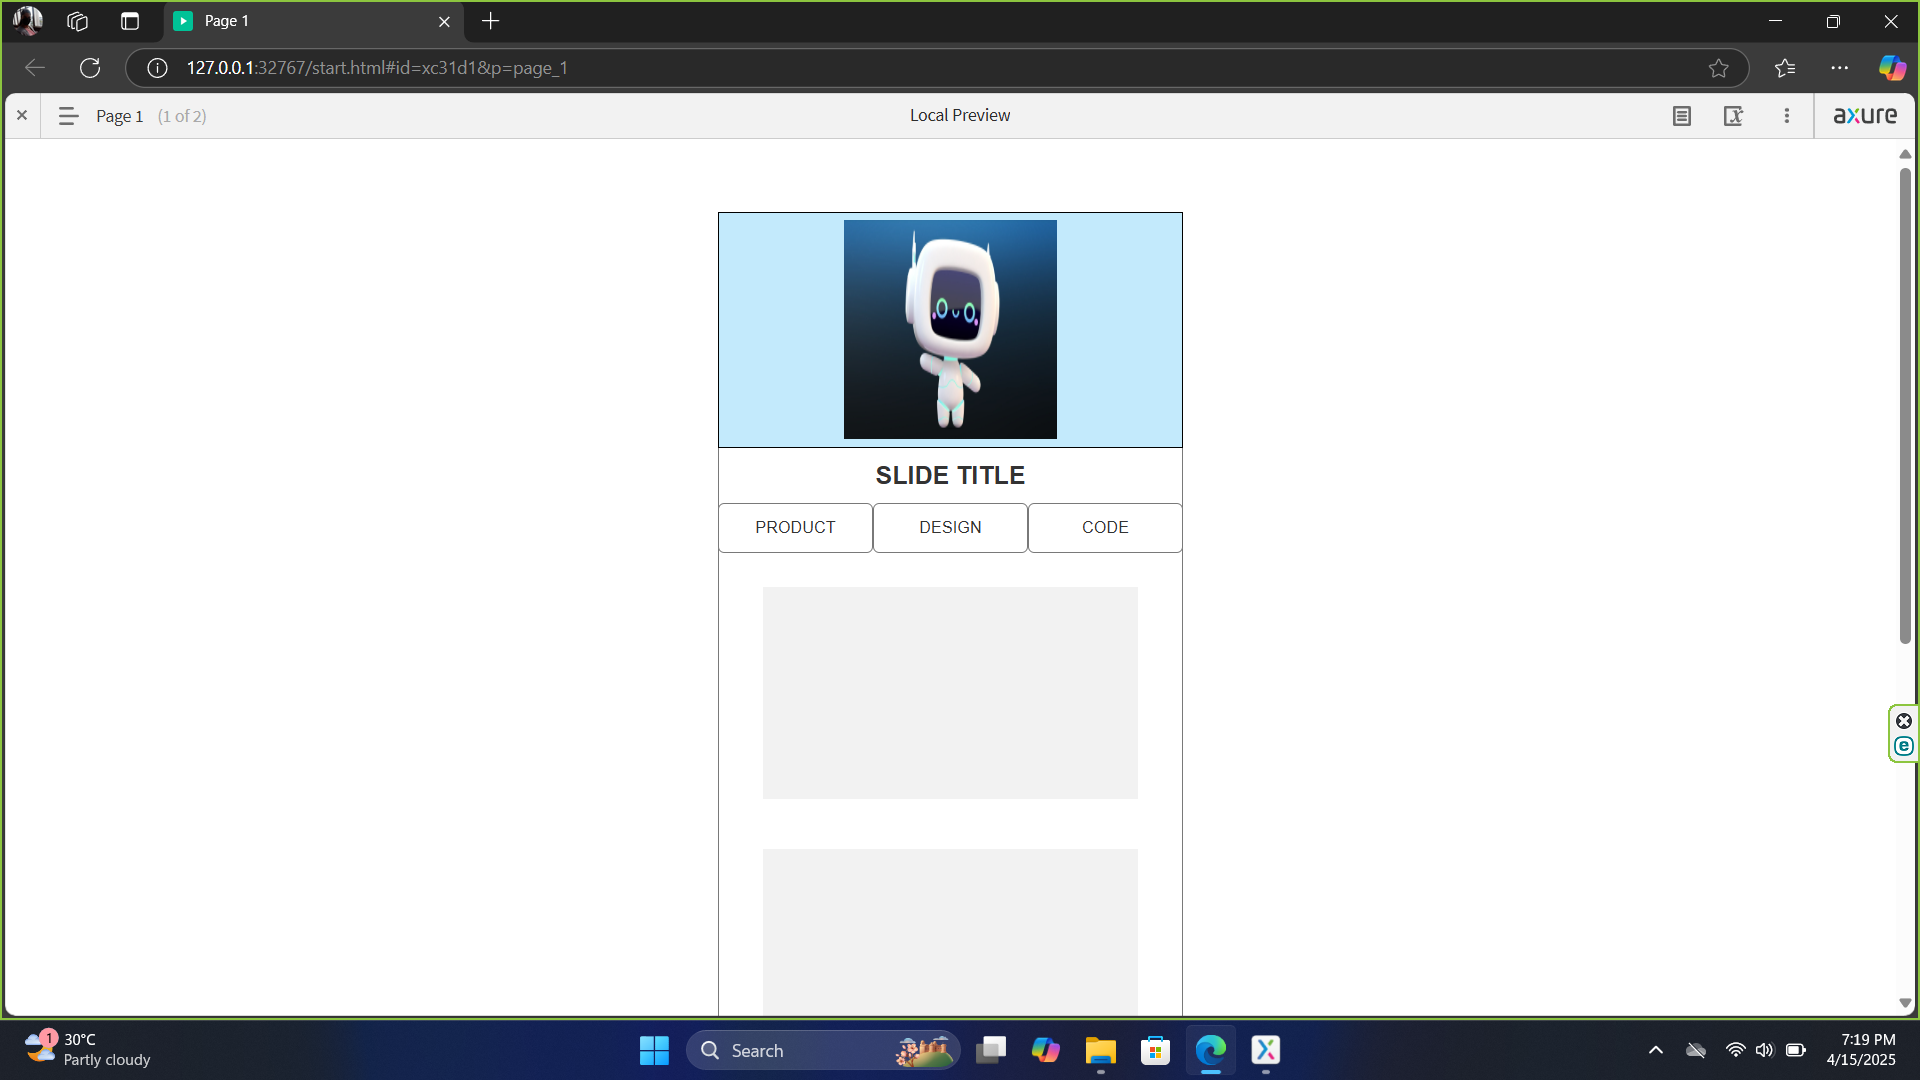 Page 1
127.0.0.1:32767/start.html#id=xc31d1&p=page_1
Page 1 (1 of 2)
Local Preview
axure
SLIDE TITLE
PRODUCT
DESIGN
CODE
e
1
30°C
Partly cloudy
Search
7:19 PM
4/15/2025